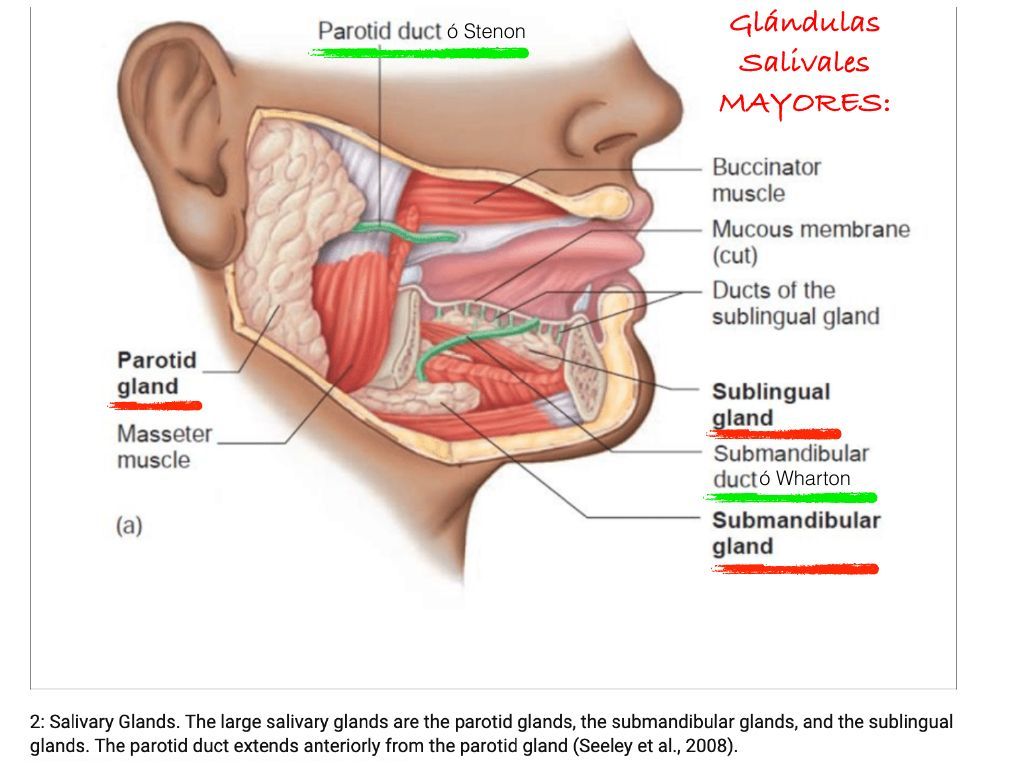 Parotid duct ó Stenon
Glándulas
Salivales
MAYORES:
Buccinator
muscle
Mucous membrane
(cut)
Ducts of the
sublingual gland
Parotid
gland
Masseter
muscle
(a)
Sublingual
gland
Submandibular
duct ó Wharton
Submandibular
gland
2: Salivary Glands. The large salivary glands are the parotid glands, the submandibular glands, and the sublingual
glands. The parotid duct extends anteriorly from the parotid gland (Seeley et al., 2008).